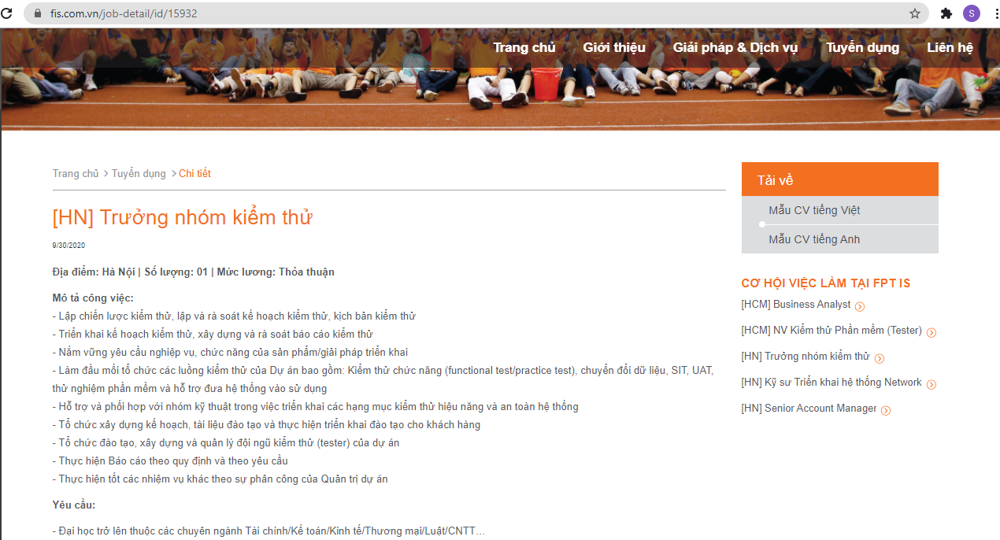 fis.com.vn/job-detail/id/15932
S
Trang chủ Giới thiệu Giải pháp & Dịch vụ Tuyển dụng Liên hệ
Trang chủ > Tuyển dụng > Chi tiết
[HN] Trưởng nhóm kiểm thử
9/30/2020
Địa điểm: Hà Nội | Số lượng: 01 | Mức lương: Thỏa thuận
Mô tả công việc:
- Lập chiến lược kiểm thử, lập và rà soát kế hoạch kiểm thử, kịch bản kiểm thử
- Triển khai kế hoạch kiểm thử, xây dựng và rà soát báo cáo kiểm thử
- Nắm vững yêu cầu nghiệp vụ, chức năng của sản phẩm/giải pháp triển khai
- Làm đầu mối tổ chức các luồng kiểm thử của Dự án bao gồm: Kiểm thử chức năng (functional test/practice test), chuyển đổi dữ liệu, SIT, UAT,
thử nghiệm phần mềm và hỗ trợ đưa hệ thống vào sử dụng
- Hỗ trợ và phối hợp với nhóm kỹ thuật trong việc triển khai các hạng mục kiểm thử hiệu năng và an toàn hệ thống
- Tổ chức xây dựng kế hoạch, tài liệu đào tạo và thực hiện triển khai đào tạo cho khách hàng
- Tổ chức đào tạo, xây dựng và quản lý đội ngũ kiểm thử (tester) của dự án
- Thực hiện Báo cáo theo quy định và theo yêu cầu
- Thực hiện tốt các nhiệm vụ khác theo sự phân công của Quản trị dự án
Yêu cầu:
- Đại học trở lên thuộc các chuyên ngành Tài chính/Kế toán/Kinh tế/Thương mại/Luật/CNTT…
Tải về
Mẫu CV tiếng Việt
Mẫu CV tiếng Anh
CƠ HỘI VIỆC LÀM TẠI FPT IS
[HCM] Business Analyst
[HCM] NV Kiểm thử Phần mềm (Tester)
[HN] Trưởng nhóm kiểm thử
[HN] Kỹ sư Triển khai hệ thống Network
[HN] Senior Account Manager